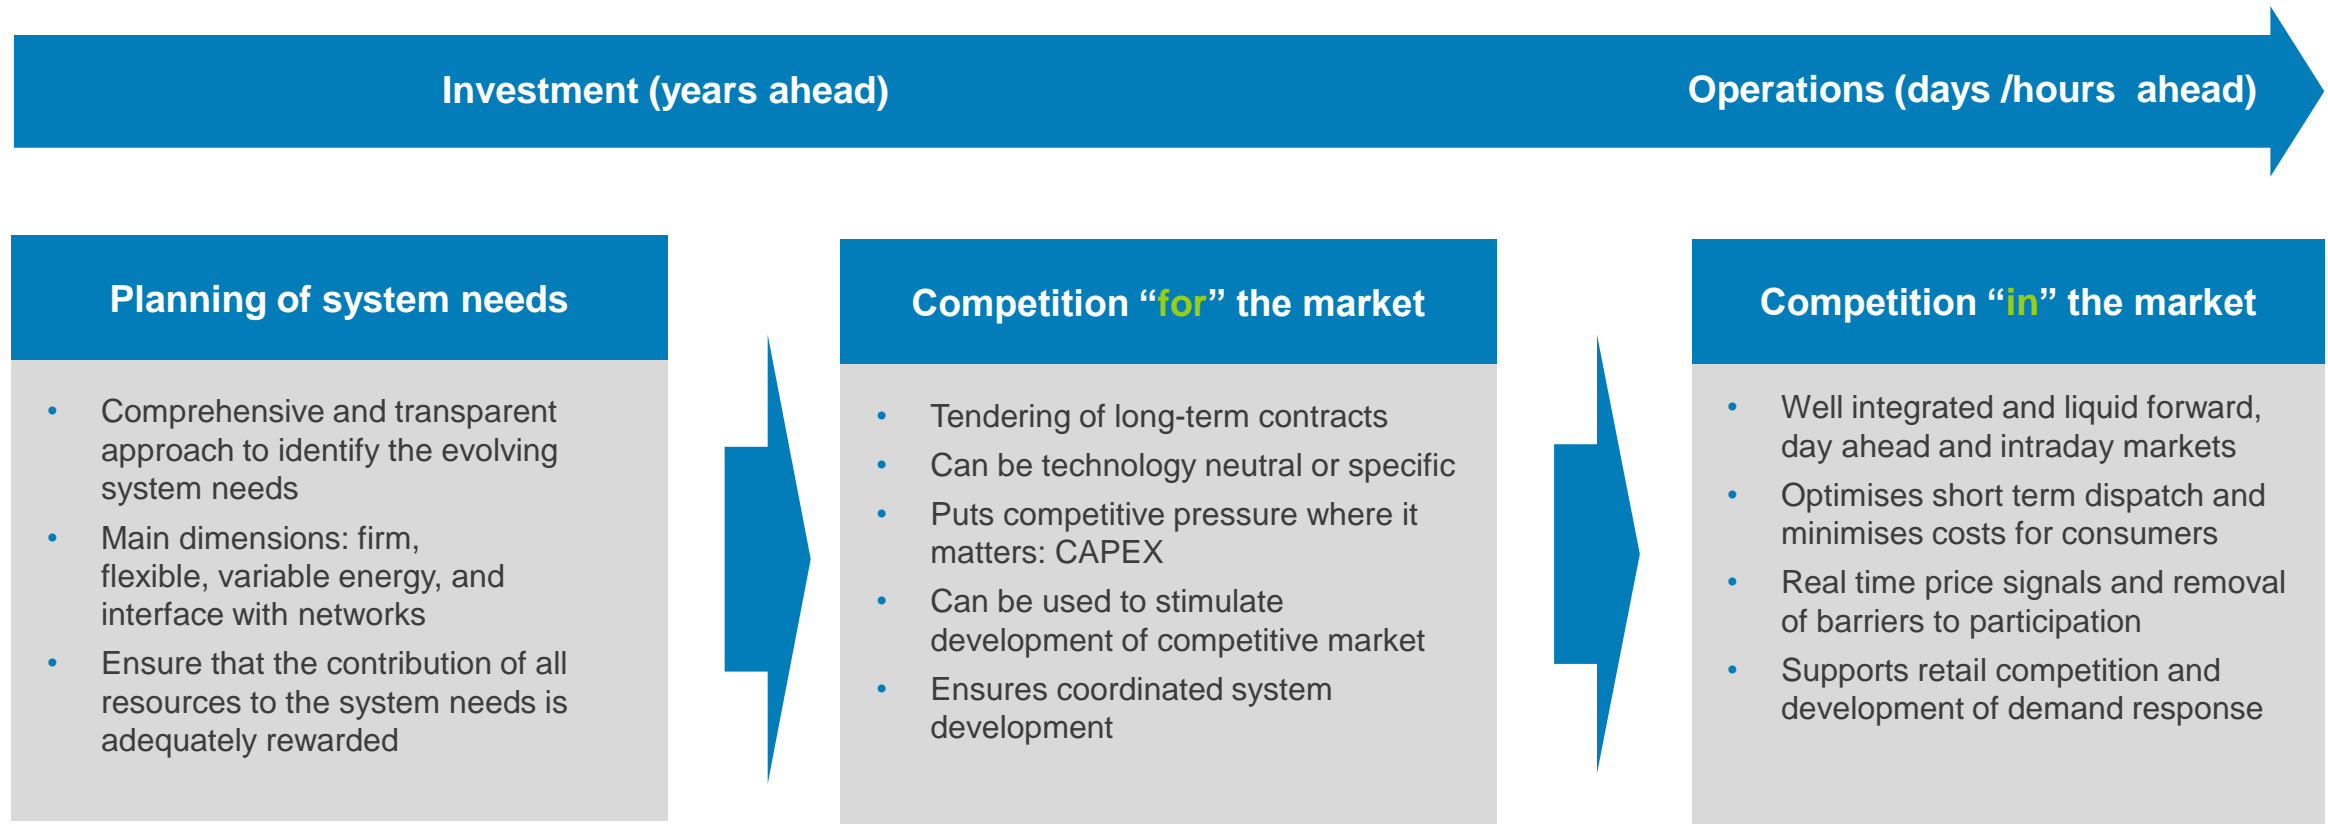 Investment (years ahead)
Operations (days /hours  ahead)
Planning of system needs
• Comprehensive and transparent
approach to identify the evolving
system needs
• Main dimensions: firm,
flexible, variable energy, and
interface with networks
• Ensure that the contribution of all
resources to the system needs is
adequately rewarded
Competition “for” the market
• Tendering of long-term contracts
• Can be technology neutral or specific
• Puts competitive pressure where it
matters: CAPEX
• Can be used to stimulate
development of competitive market
• Ensures coordinated system
development
Competition “in” the market
• Well integrated and liquid forward,
day ahead and intraday markets
• Optimises short term dispatch and
minimises costs for consumers
• Real time price signals and removal
of barriers to participation
• Supports retail competition and
development of demand response